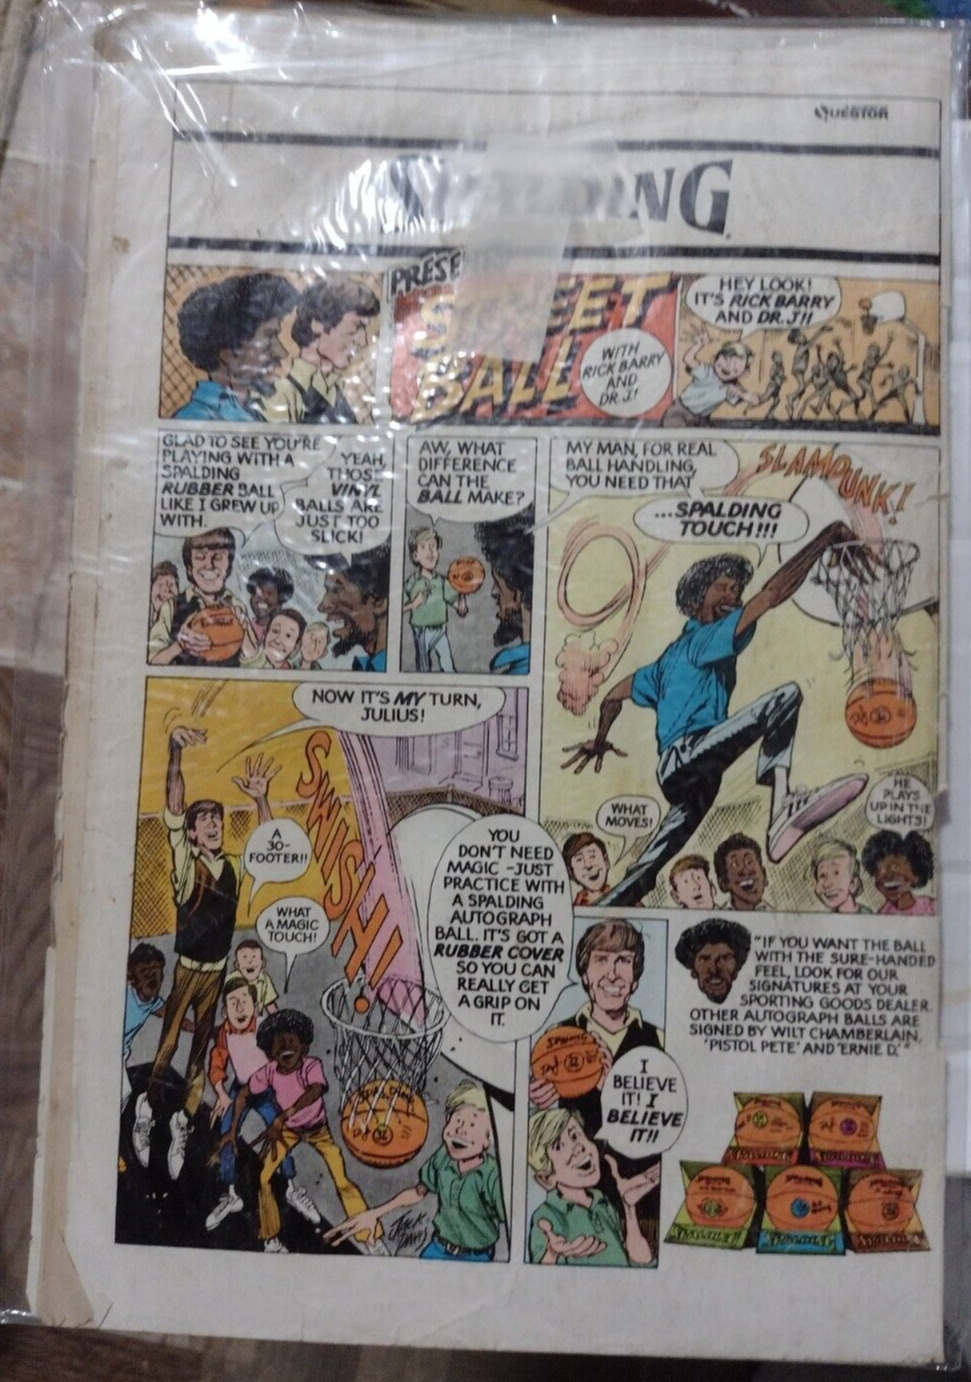 QUESTOR
SPALDING
PRESE
STREET
BALL
WITH
RICK BARRY
AND
DR.J!
HEY LOOK!
IT'S RICK BARRY
AND DR.J!!
GLAD TO SEE YOU'RE
PLAYING WITH A
SPALDING
RUBBER BALL
LIKE I GREW UP
WITH.
YEAH,
THOSE
VINYL
BALLS ARE
JUST TOO
SLICK!
AW, WHAT
DIFFERENCE
CAN THE
BALL MAKE?
MY MAN, FOR REAL
BALL HANDLING,
YOU NEED THAT
...SPALDING
TOUCH!!!
SLAMDUNK!
WHAT
MOVES!
HE
PLAYS
UP IN THE
LIGHTS!
NOW IT'S MY TURN,
JULIUS!
SWISH!!
A
30-
FOOTER!!
WHAT
A MAGIC
TOUCH!
YOU
DON'T NEED
MAGIC - JUST
PRACTICE WITH
A SPALDING
AUTOGRAPH
BALL. IT'S GOT A
RUBBER COVER
SO YOU CAN
REALLY GET
A GRIP ON
IT.
JACK
DAVIS
I
BELIEVE
IT! I
BELIEVE
IT!!
"IF YOU WANT THE BALL
WITH THE SURE-HANDED
FEEL, LOOK FOR OUR
SIGNATURES AT YOUR
SPORTING GOODS DEALER.
OTHER AUTOGRAPH BALLS ARE
SIGNED BY WILT CHAMBERLAIN,
'PISTOL PETE' AND 'ERNIE D.'"